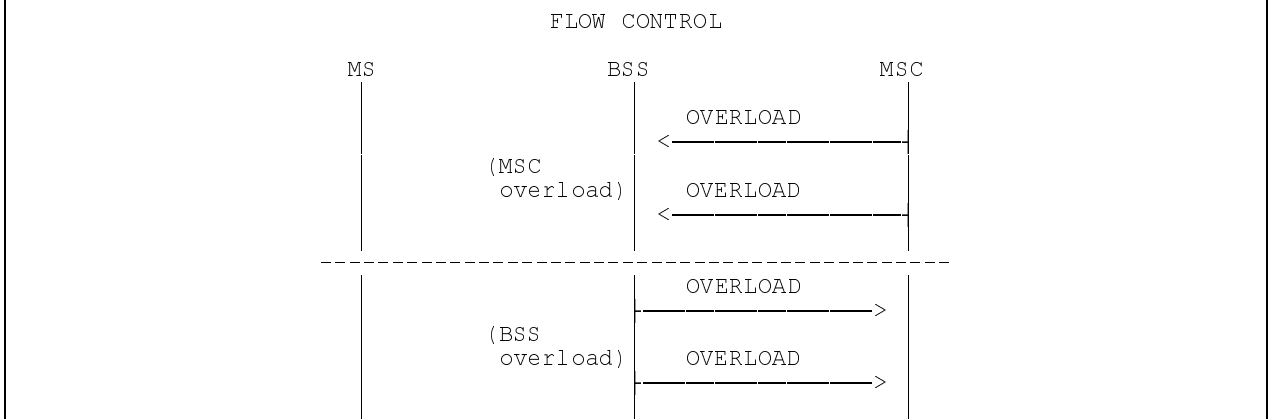 FLOW CONTROL
MS BSS MSC
OVERLOAD
(MSC
overload) OVERLOAD
OVERLOAD
(BSS
overload) OVERLOAD